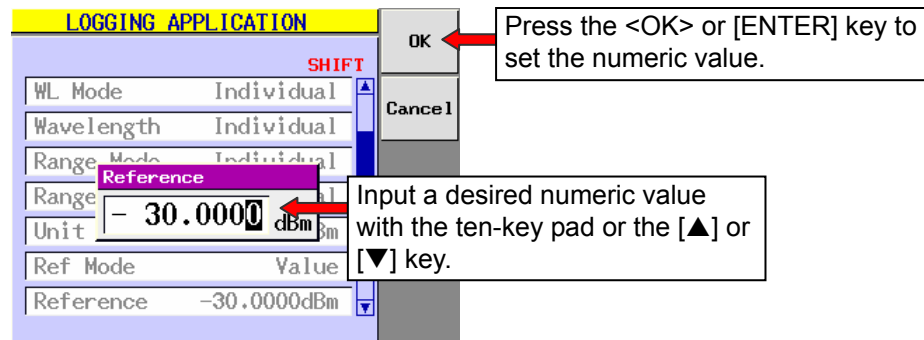 LOGGING APPLICATION
SHIFT
WL Mode Individual
Wavelength Individual
Range Mode Individual
Range
Unit
Ref Mode Value
Reference -30.0000dBm
Reference
- 30.0000 dBm
OK
Cancel
Press the <OK> or [ENTER] key to
set the numeric value.
Input a desired numeric value
with the ten-key pad or the [▲] or
[▼] key.